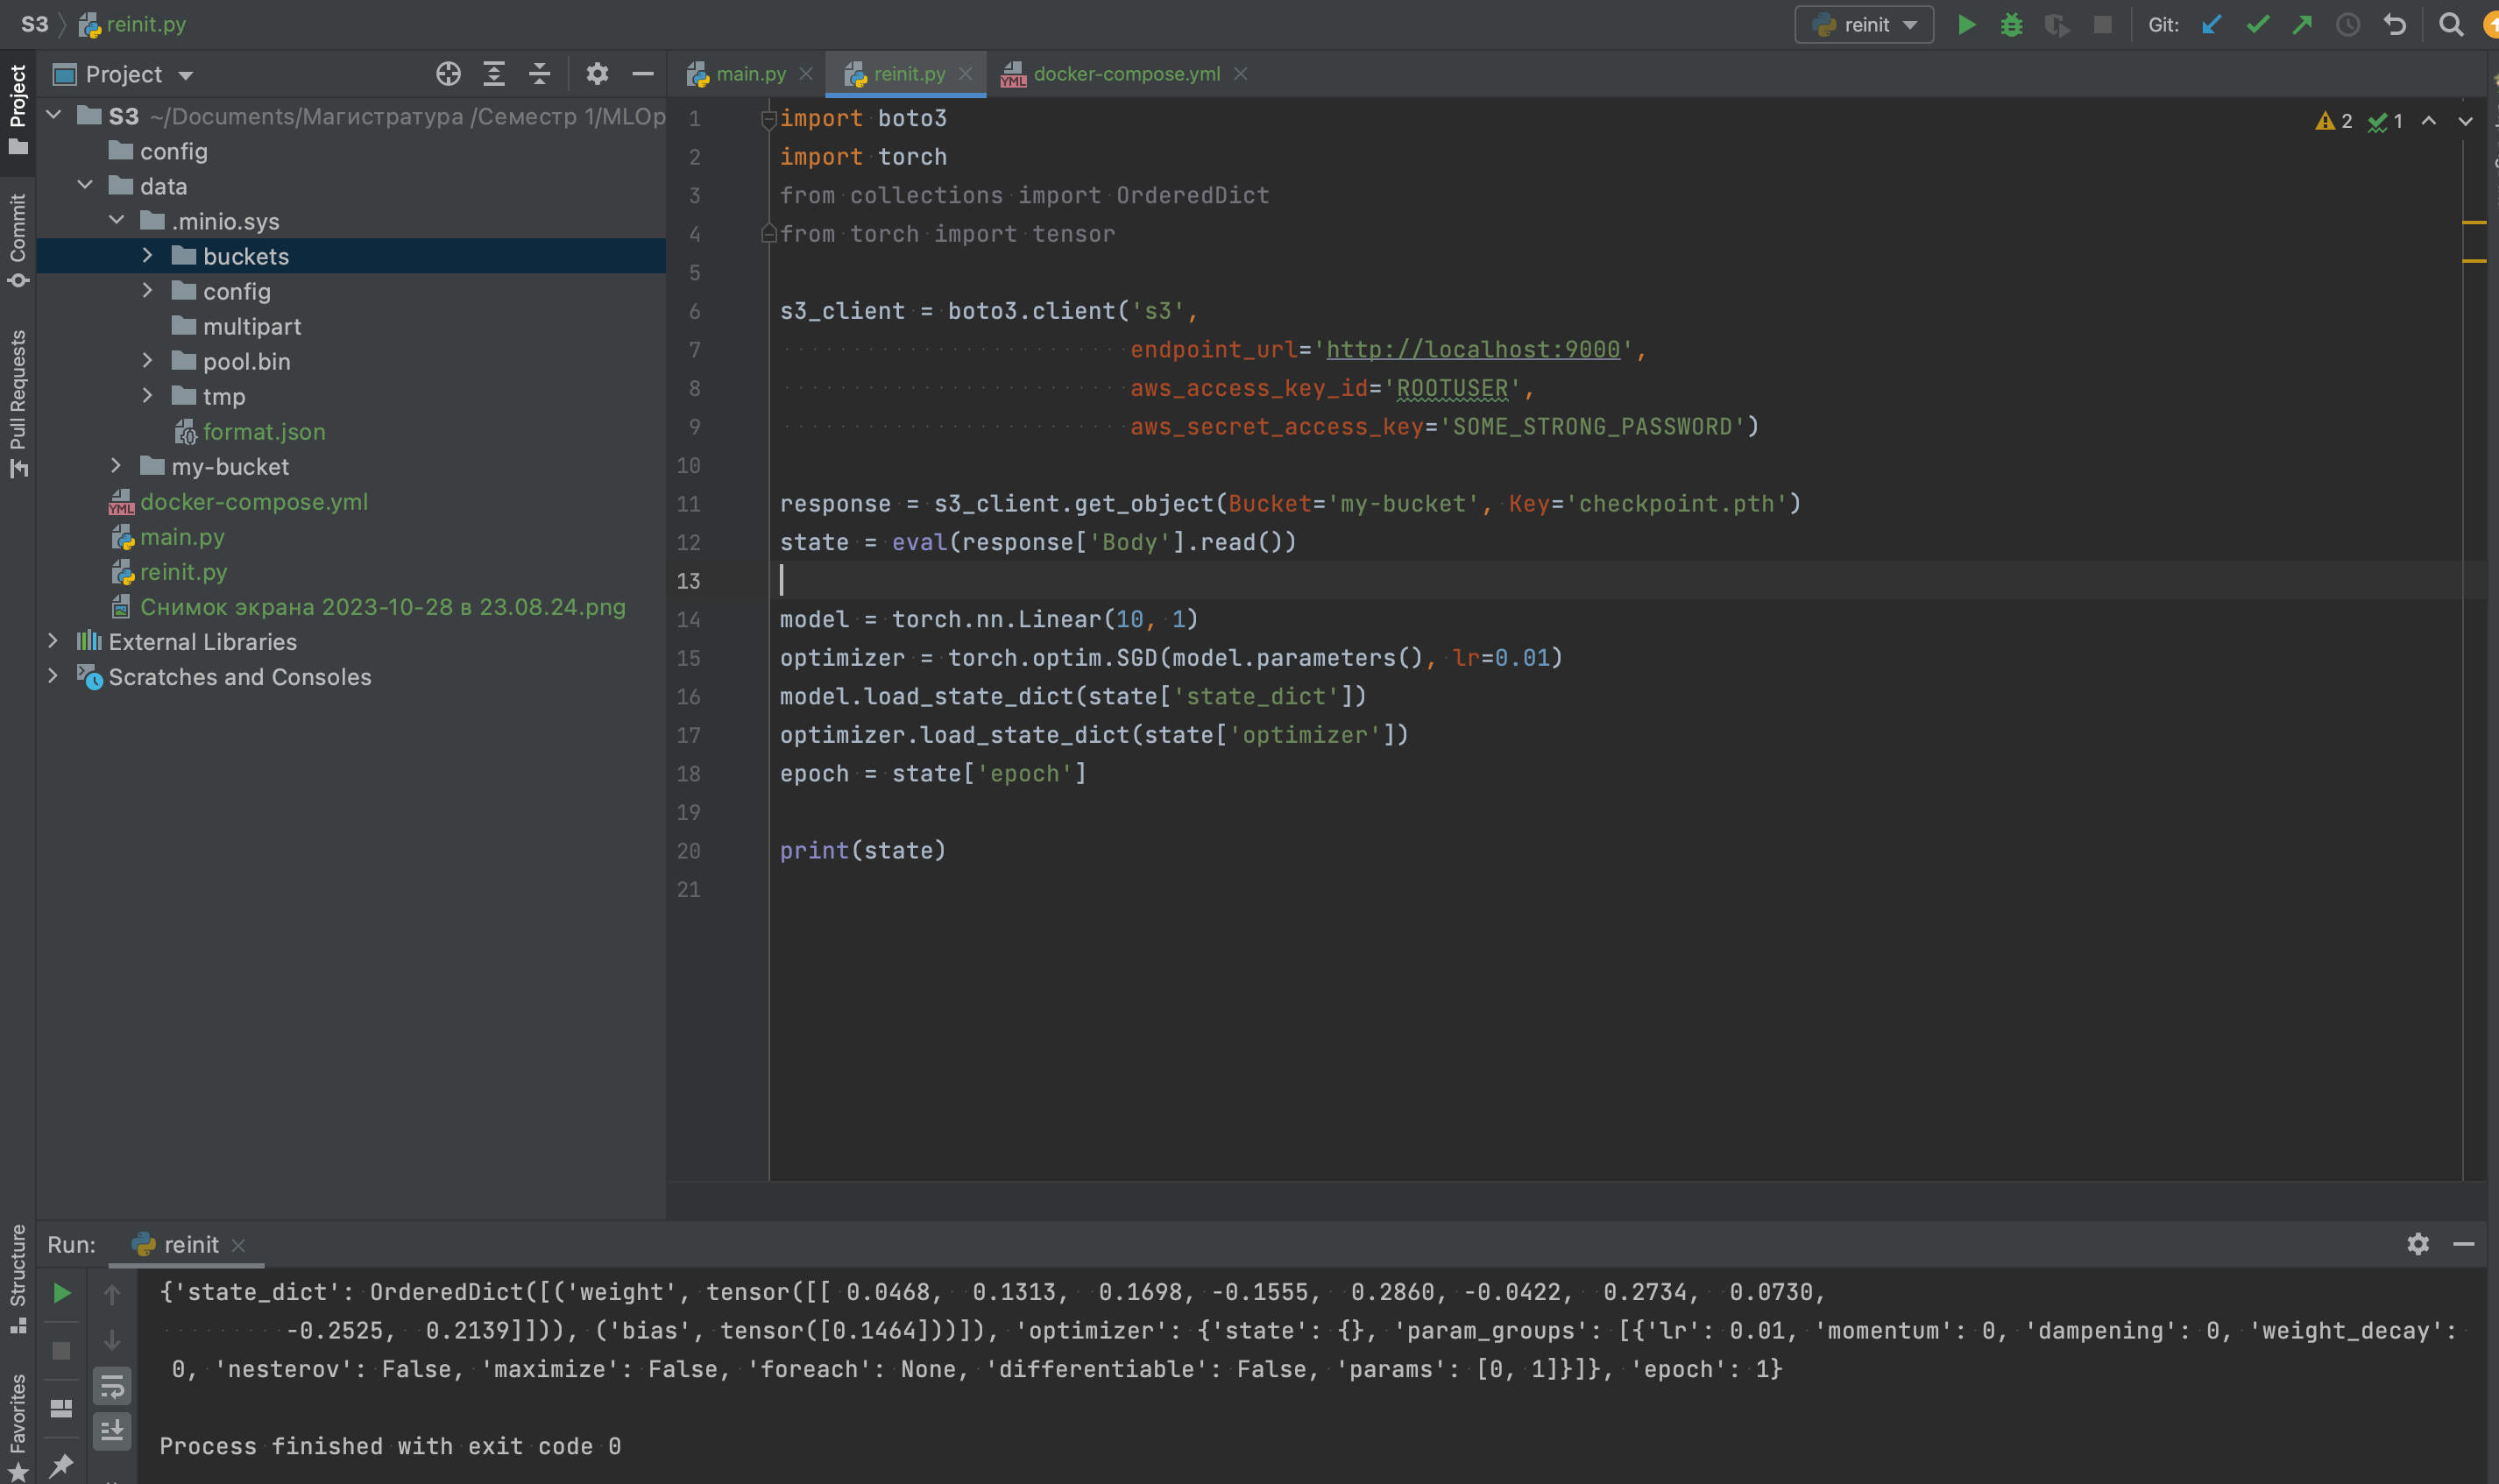 S3
reinit.py
reinit
Git:
Project
Project
main.py
reinit.py
docker-compose.yml
S3 ~/Documents/Магистратура /Семестр 1/MLOp
config
data
.minio.sys
buckets
config
multipart
pool.bin
tmp
format.json
my-bucket
docker-compose.yml
main.py
reinit.py
Снимок экрана 2023-10-28 в 23.08.24.png
External Libraries
Scratches and Consoles
Commit
Pull Requests
Structure
Favorites
2 1
1 import boto3
2 import torch
3 from collections import OrderedDict
4 from torch import tensor
5
6 s3_client = boto3.client('s3',
7 endpoint_url='http://localhost:9000',
8 aws_access_key_id='ROOTUSER',
9 aws_secret_access_key='SOME_STRONG_PASSWORD')
10
11 response = s3_client.get_object(Bucket='my-bucket', Key='checkpoint.pth')
12 state = eval(response['Body'].read())
13
14 model = torch.nn.Linear(10, 1)
15 optimizer = torch.optim.SGD(model.parameters(), lr=0.01)
16 model.load_state_dict(state['state_dict'])
17 optimizer.load_state_dict(state['optimizer'])
18 epoch = state['epoch']
19
20 print(state)
21
Run: reinit
{'state_dict': OrderedDict([('weight', tensor([[ 0.0468,  0.1313,  0.1698, -0.1555,  0.2860, -0.0422,  0.2734,  0.0730,
-0.2525,  0.2139]])), ('bias', tensor([0.1464]))]), 'optimizer': {'state': {}, 'param_groups': [{'lr': 0.01, 'momentum': 0, 'dampening': 0, 'weight_decay':
0, 'nesterov': False, 'maximize': False, 'foreach': None, 'differentiable': False, 'params': [0, 1]}]}, 'epoch': 1}
Process finished with exit code 0